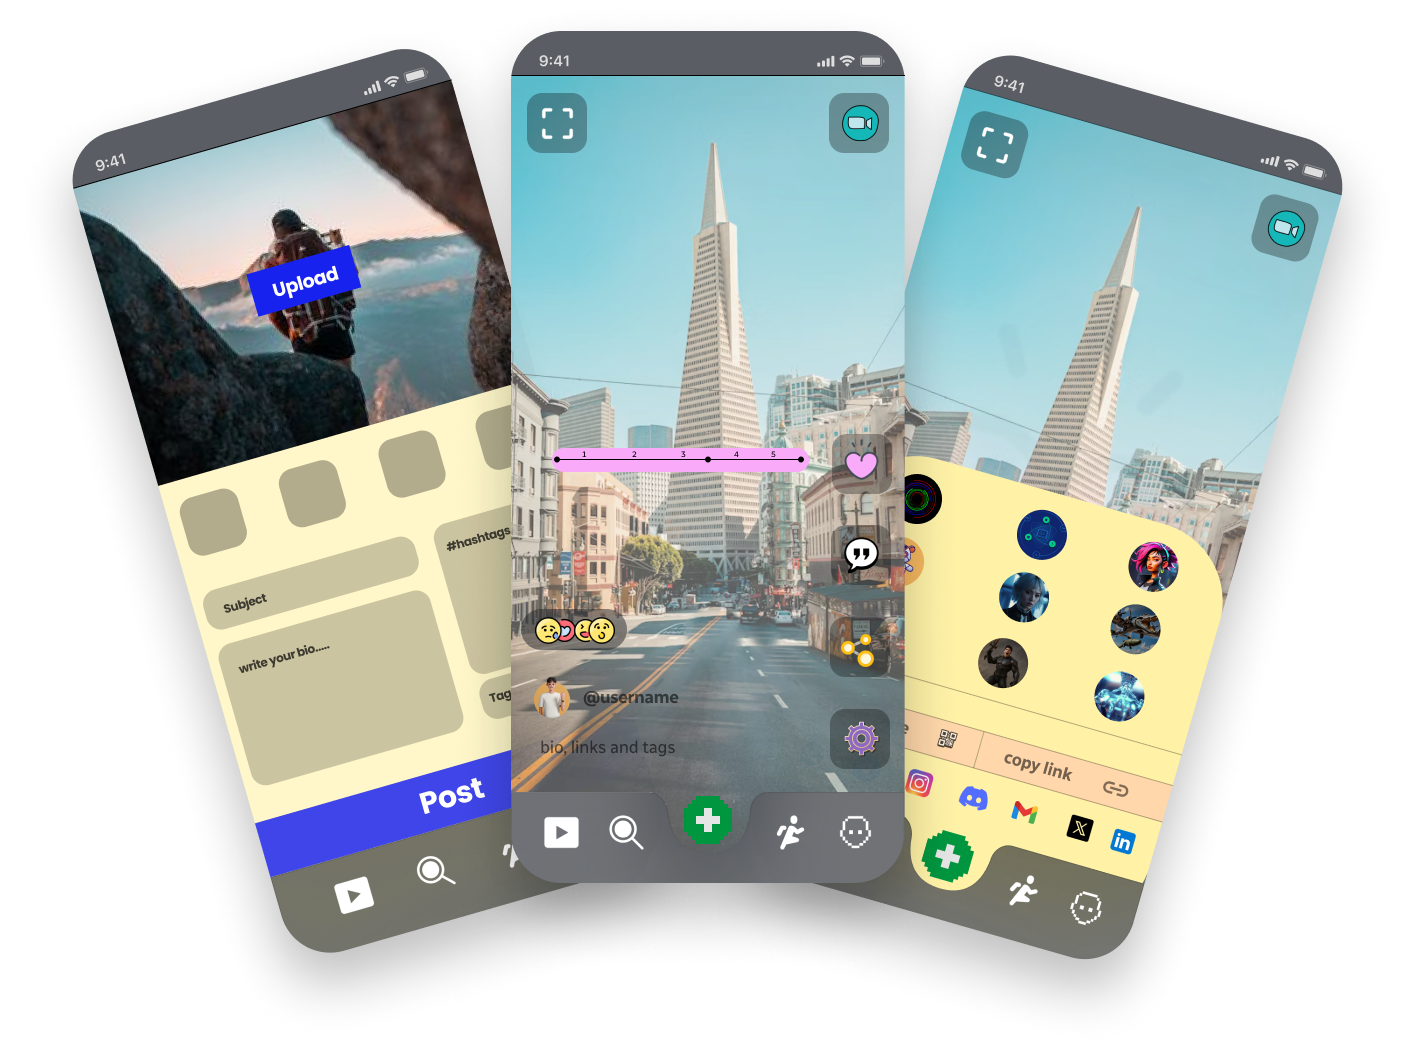 9:41
Upload
#hashtags
Subject
write your bio.....
Tag
Post
9:41
1 2 3 4 5
@username
bio, links and tags
9:41
e
copy link
X
in